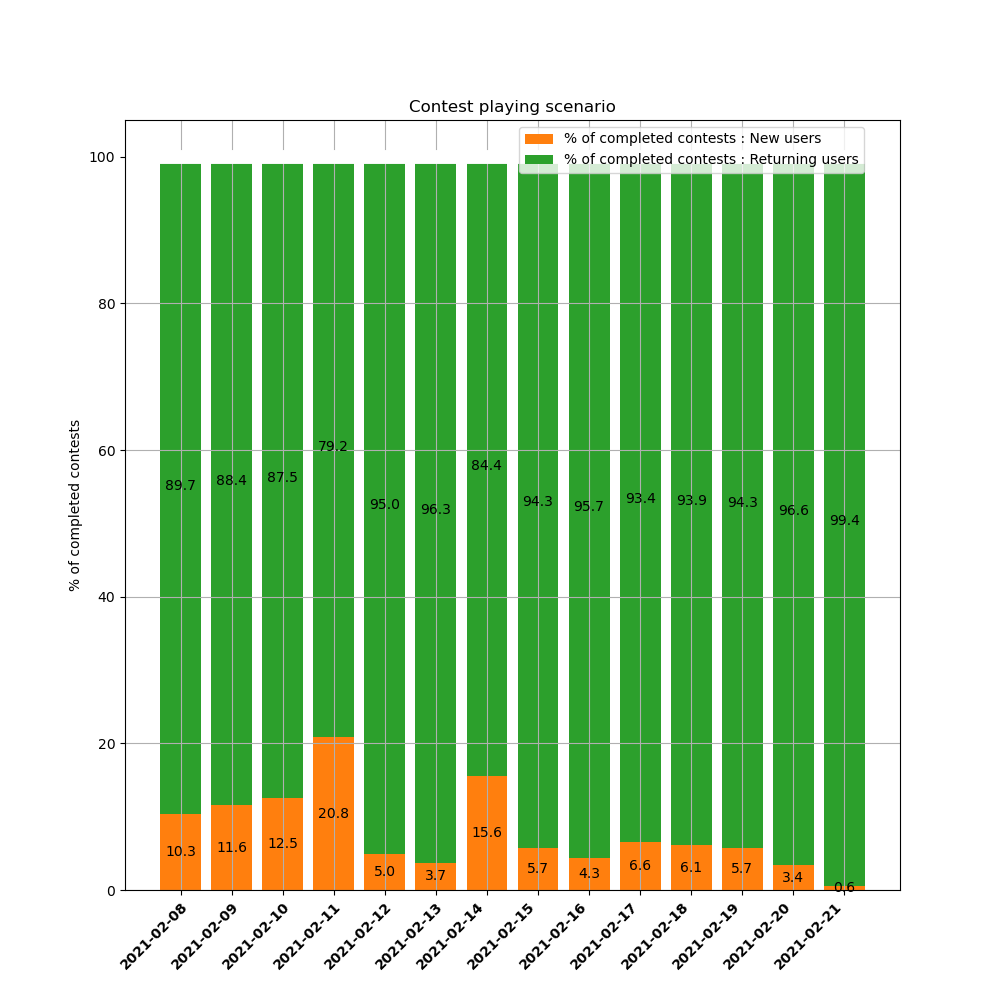 Contest playing scenario
% of completed contests : New users
% of completed contests : Returning users
% of completed contests
100
80
60
40
20
0
89.7 88.4 87.5 79.2 95.0 96.3 84.4 94.3 95.7 93.4 93.9 94.3 96.6 99.4
10.3 11.6 12.5 20.8 5.0 3.7 15.6 5.7 4.3 6.6 6.1 5.7 3.4 0.6
2021-02-08 2021-02-09 2021-02-10 2021-02-11 2021-02-12 2021-02-13 2021-02-14 2021-02-15 2021-02-16 2021-02-17 2021-02-18 2021-02-19 2021-02-20 2021-02-21